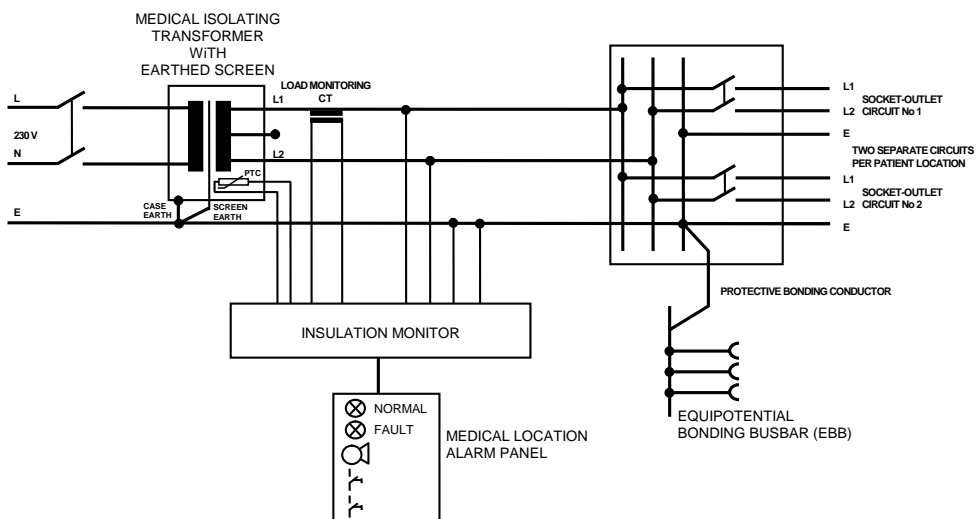 MEDICAL ISOLATING
TRANSFORMER
WiTH
EARTHED SCREEN
LOAD MONITORING
CT
L
230 V
N
E
L1
L2
PTC
CASE
EARTH
SCREEN
EARTH
L1
L2
E
SOCKET-OUTLET
CIRCUIT No 1
TWO SEPARATE CIRCUITS
PER PATIENT LOCATION
L1
L2
E
SOCKET-OUTLET
CIRCUIT No 2
PROTECTIVE BONDING CONDUCTOR
INSULATION MONITOR
NORMAL
FAULT
MEDICAL LOCATION
ALARM PANEL
EQUIPOTENTIAL
BONDING BUSBAR (EBB)